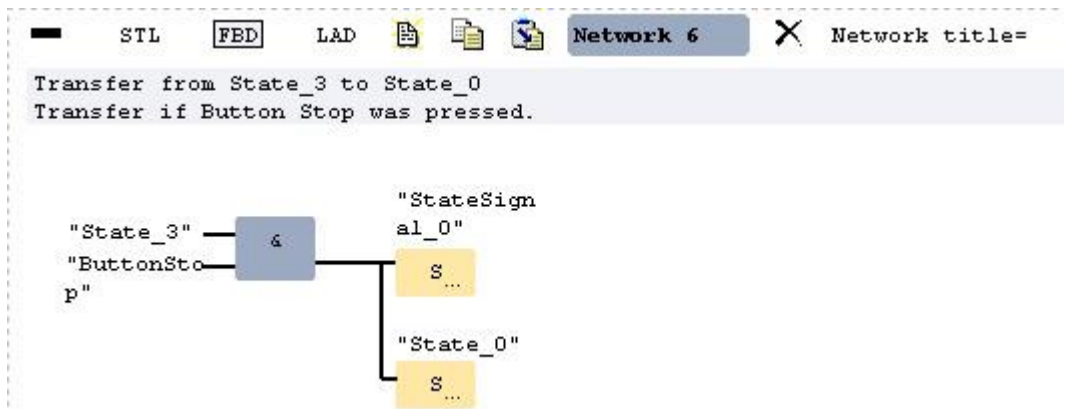 STL FBD LAD Network 6 Network title=
Transfer from State_3 to State_0
Transfer if Button Stop was pressed.
"StateSign
al_0"
"State_3"
&
"ButtonSto
p"
S...
"State_0"
S...